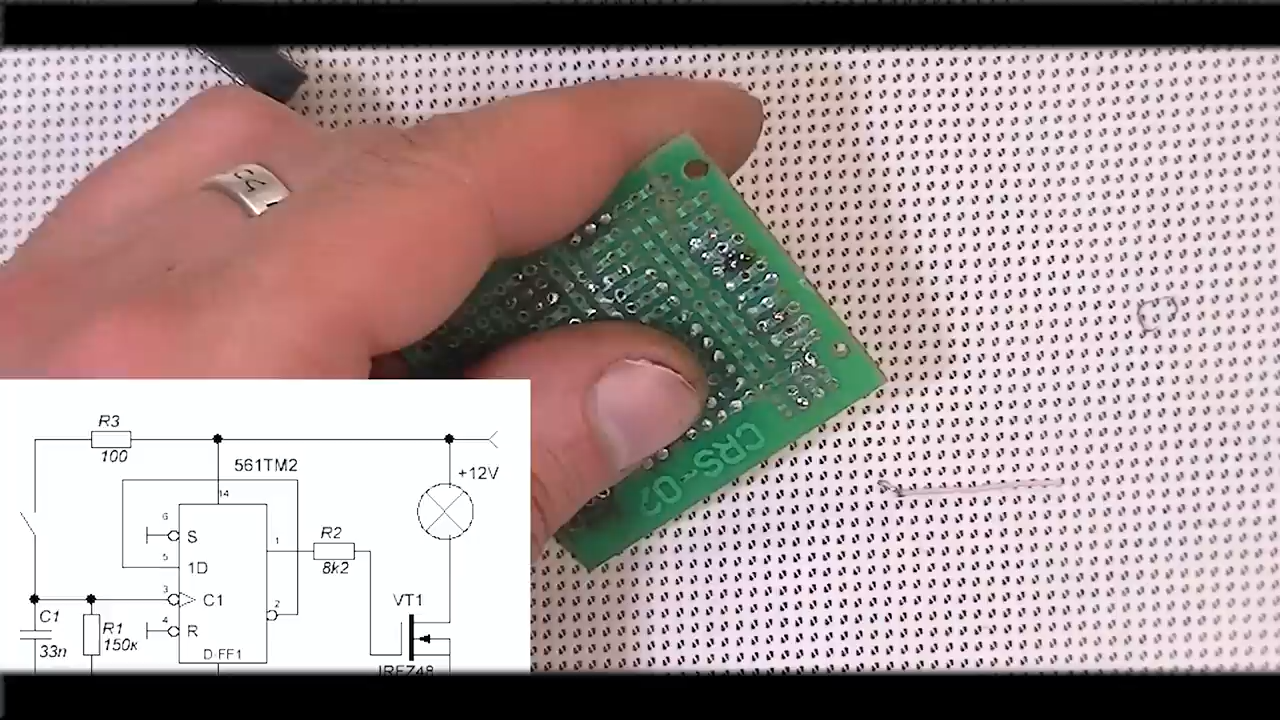 CRS-02
R3
100
561TM2
+12V
14
6
S
5
1D
1
R2
8k2
3
C1
2
VT1
C1
33n
R1
150к
4
R
D-FF1
IRFZ48